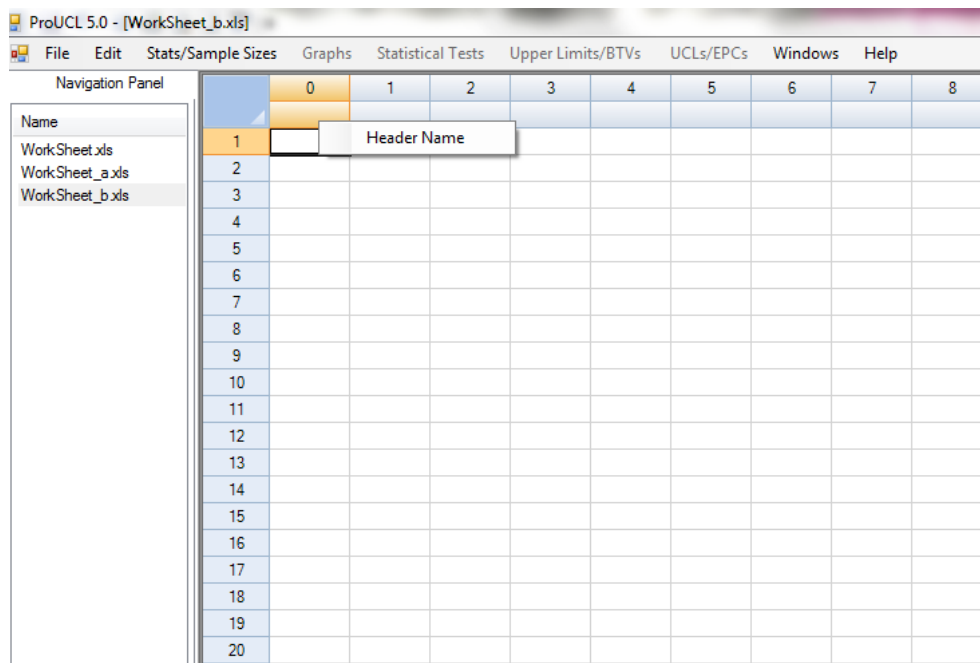 ProUCL 5.0 - [WorkSheet_b.xls]
File Edit Stats/Sample Sizes Graphs Statistical Tests Upper Limits/BTVs UCLs/EPCs Windows Help
Navigation Panel
Name
WorkSheet.xls
WorkSheet_a.xls
WorkSheet_b.xls
0 1 2 3 4 5 6 7 8
Header Name
1
2
3
4
5
6
7
8
9
10
11
12
13
14
15
16
17
18
19
20